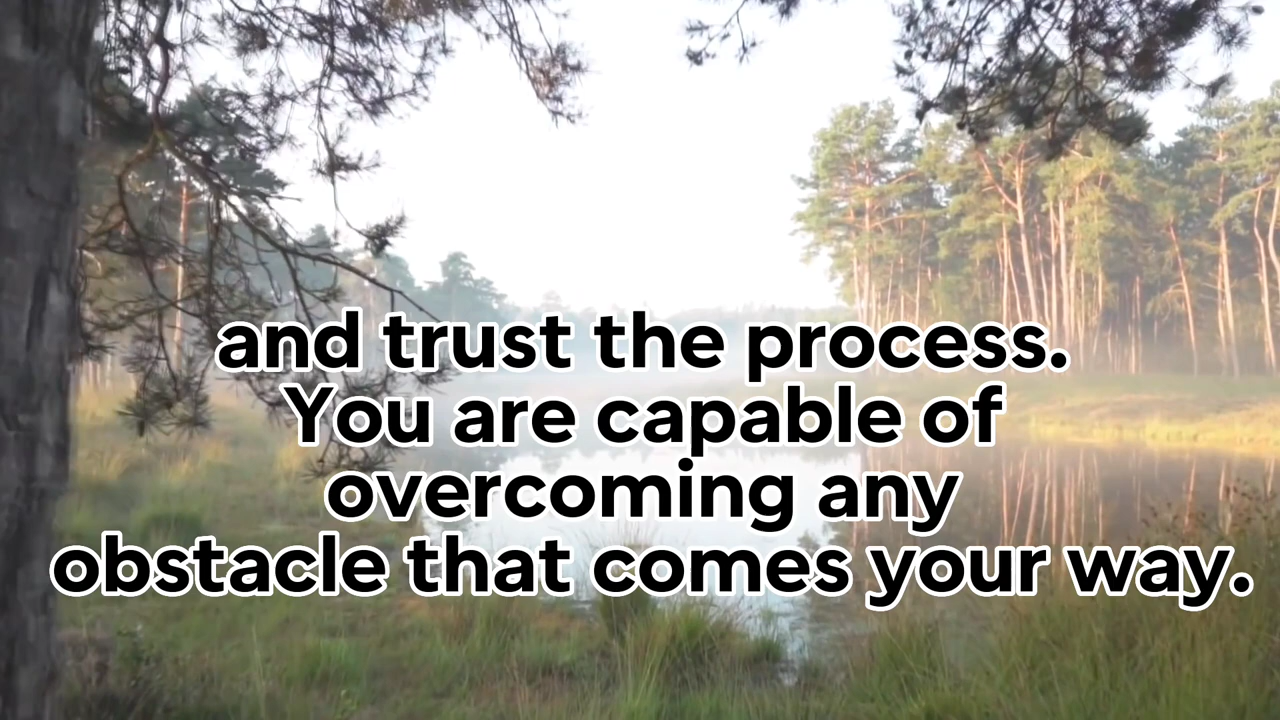 and trust the process.
You are capable of
overcoming any
obstacle that comes your way.